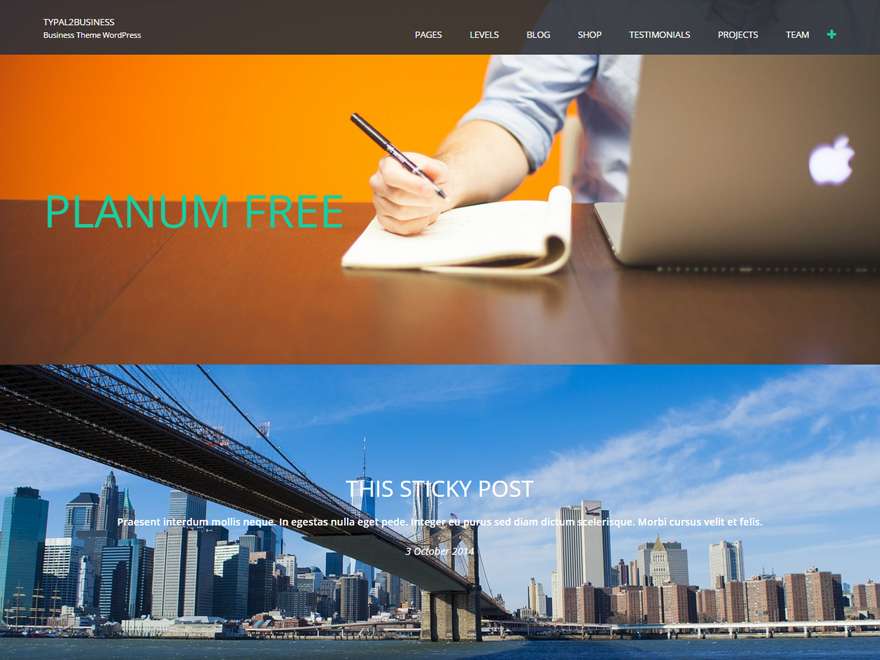 TYPAL2BUSINESS
Business Theme WordPress
PAGES LEVELS BLOG SHOP TESTIMONIALS PROJECTS TEAM +
PLANUM FREE
THIS STICKY POST
Praesent interdum mollis neque. In egestas nulla eget pede. Integer eu purus sed diam dictum scelerisque. Morbi cursus velit et felis.
3 October 2014